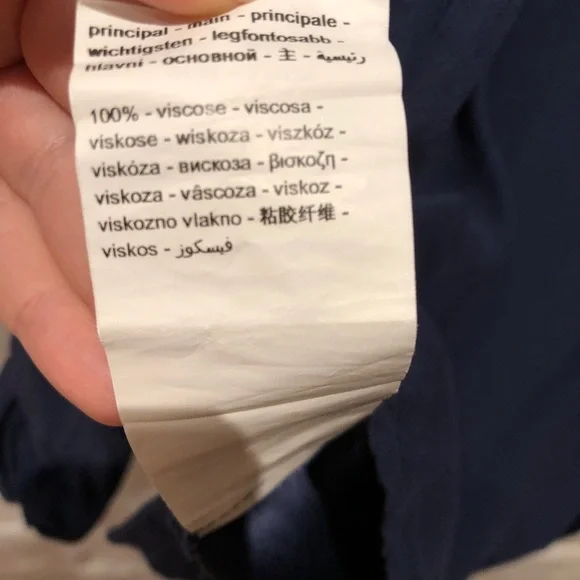 principal - main - principale -
wichtigsten - legfontosabb -
hlavní - основной - 主 - رئيسية
100% - viscose - viscosa -
viskose - wiskoza - viszkóz -
viskóza - вискоза - βισκοζη -
viskoza - vâscoza - viskoz -
viskozno vlakno - 粘胶纤维 -
viskos - فيسكوز